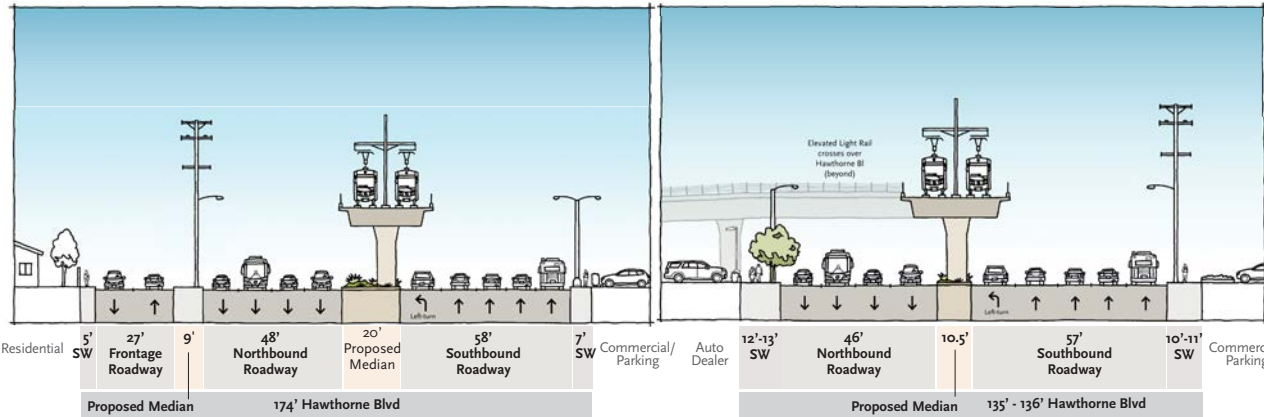 Left-turn
Residential
5'
SW
27'
Frontage
Roadway
9'
48'
Northbound
Roadway
20'
Proposed
Median
58'
Southbound
Roadway
7'
SW
Commercial/
Parking
Proposed Median
174' Hawthorne Blvd
Elevated Light Rail
crosses over
Hawthorne Bl
(beyond)
Left-turn
Auto
Dealer
12'-13'
SW
46'
Northbound
Roadway
10.5'
57'
Southbound
Roadway
10'-11'
SW
Commerc
Parking
Proposed Median
135' - 136' Hawthorne Blvd